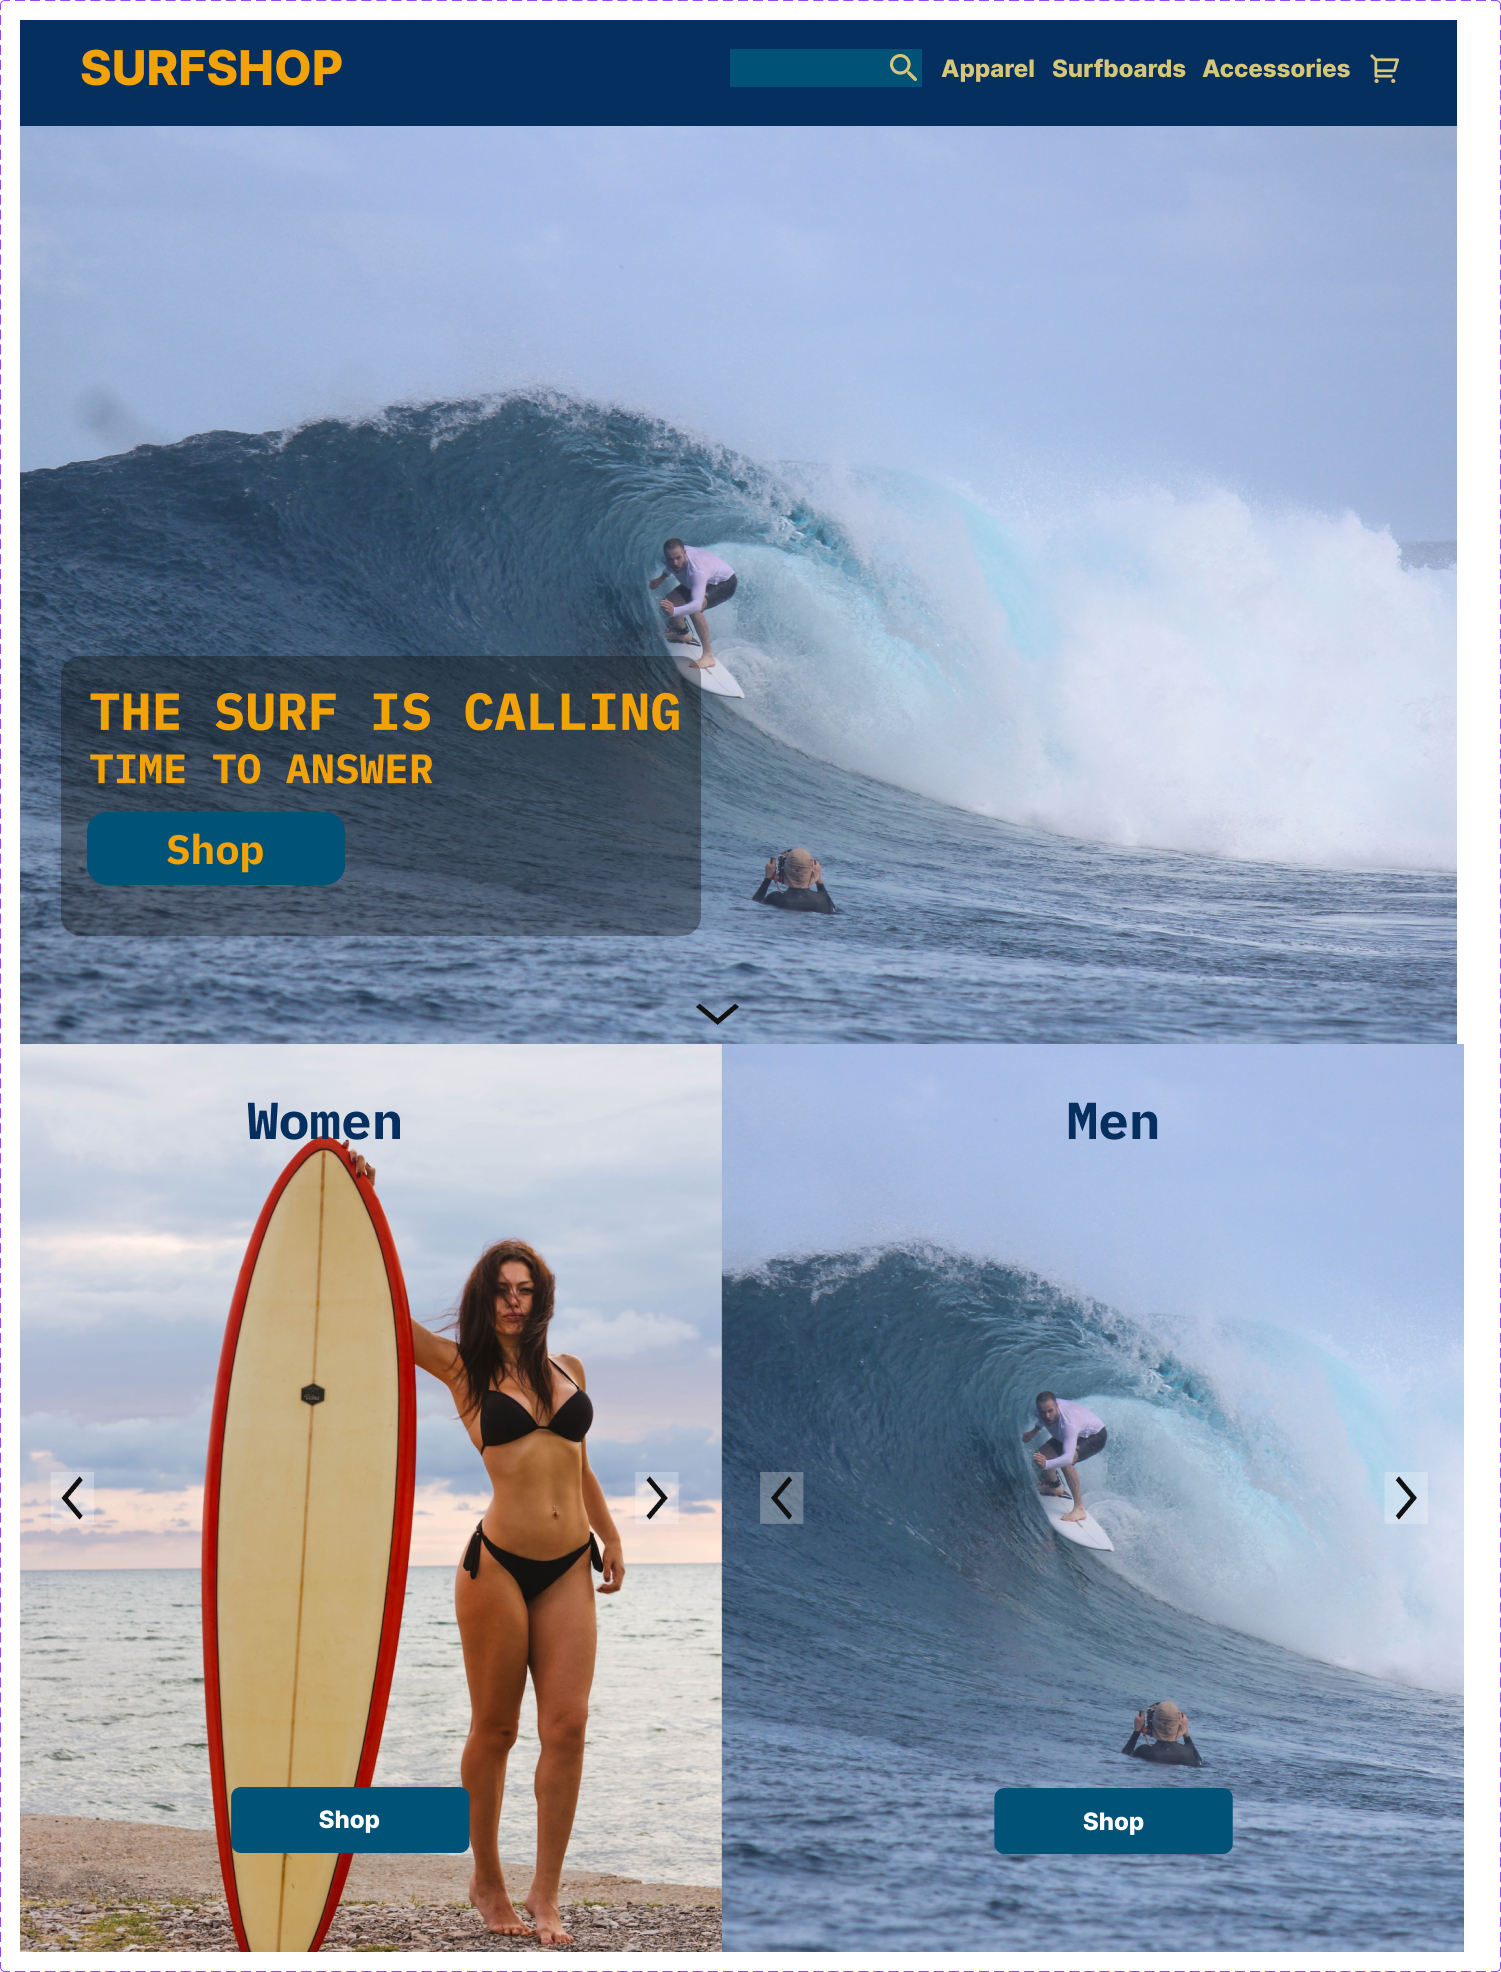 SURFSHOP
Apparel Surfboards Accessories
THE SURF IS CALLING
TIME TO ANSWER
Shop
Women
Men
Shop
Shop